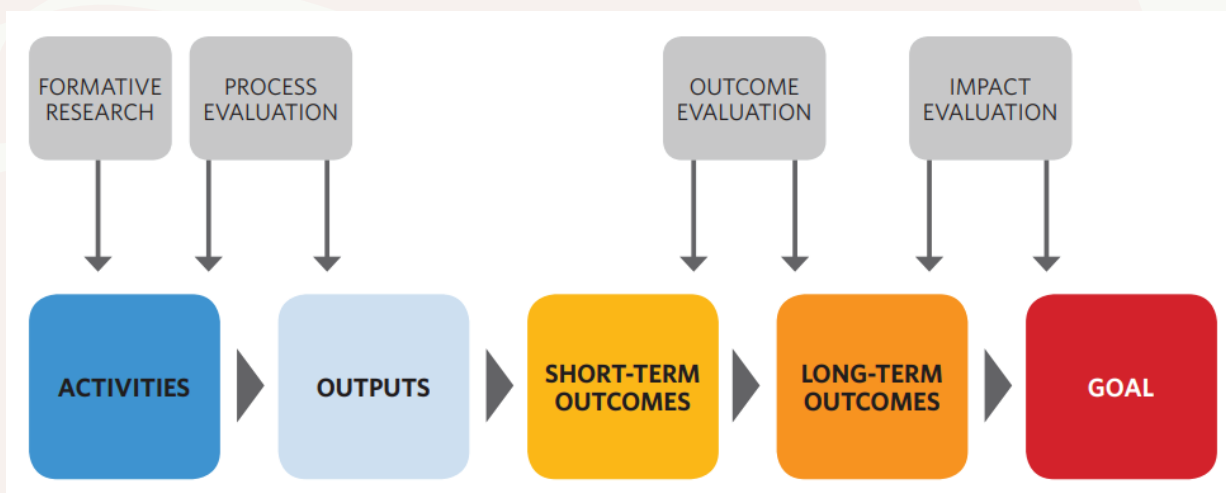 FORMATIVE
RESEARCH
PROCESS
EVALUATION
OUTCOME
EVALUATION
IMPACT
EVALUATION
ACTIVITIES
OUTPUTS
SHORT-TERM
OUTCOMES
LONG-TERM
OUTCOMES
GOAL